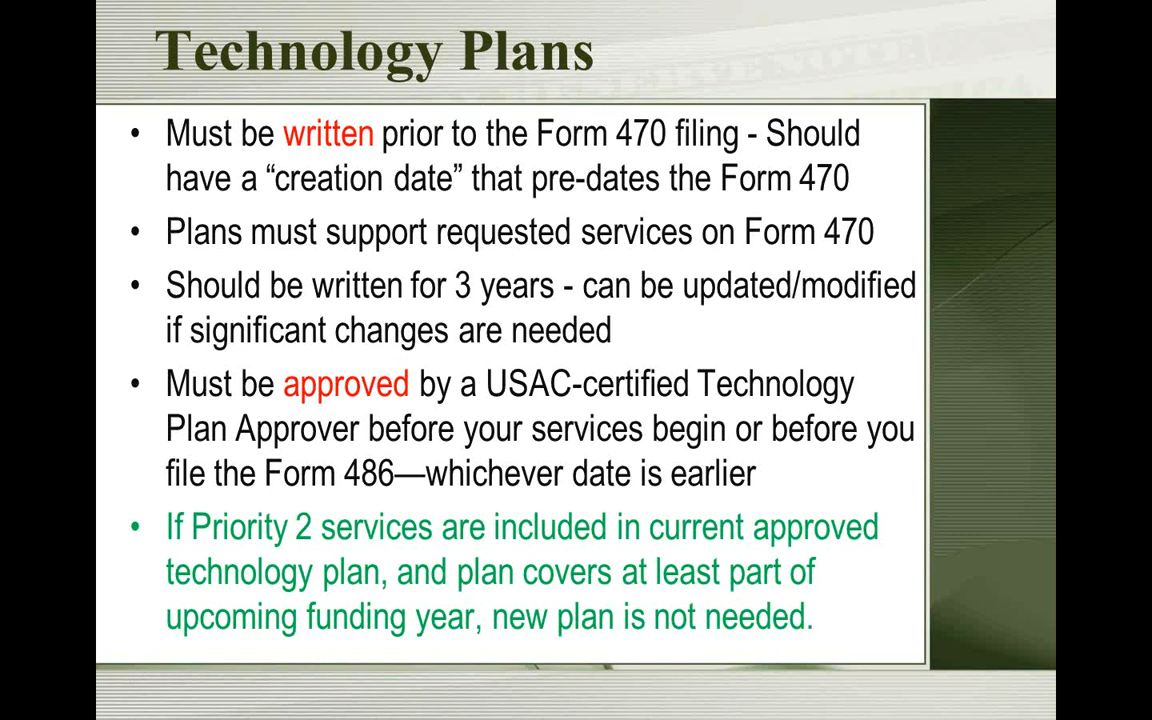 Technology Plans
• Must be written prior to the Form 470 filing - Should
have a “creation date” that pre-dates the Form 470
• Plans must support requested services on Form 470
• Should be written for 3 years - can be updated/modified
if significant changes are needed
• Must be approved by a USAC-certified Technology
Plan Approver before your services begin or before you
file the Form 486—whichever date is earlier
• If Priority 2 services are included in current approved
technology plan, and plan covers at least part of
upcoming funding year, new plan is not needed.